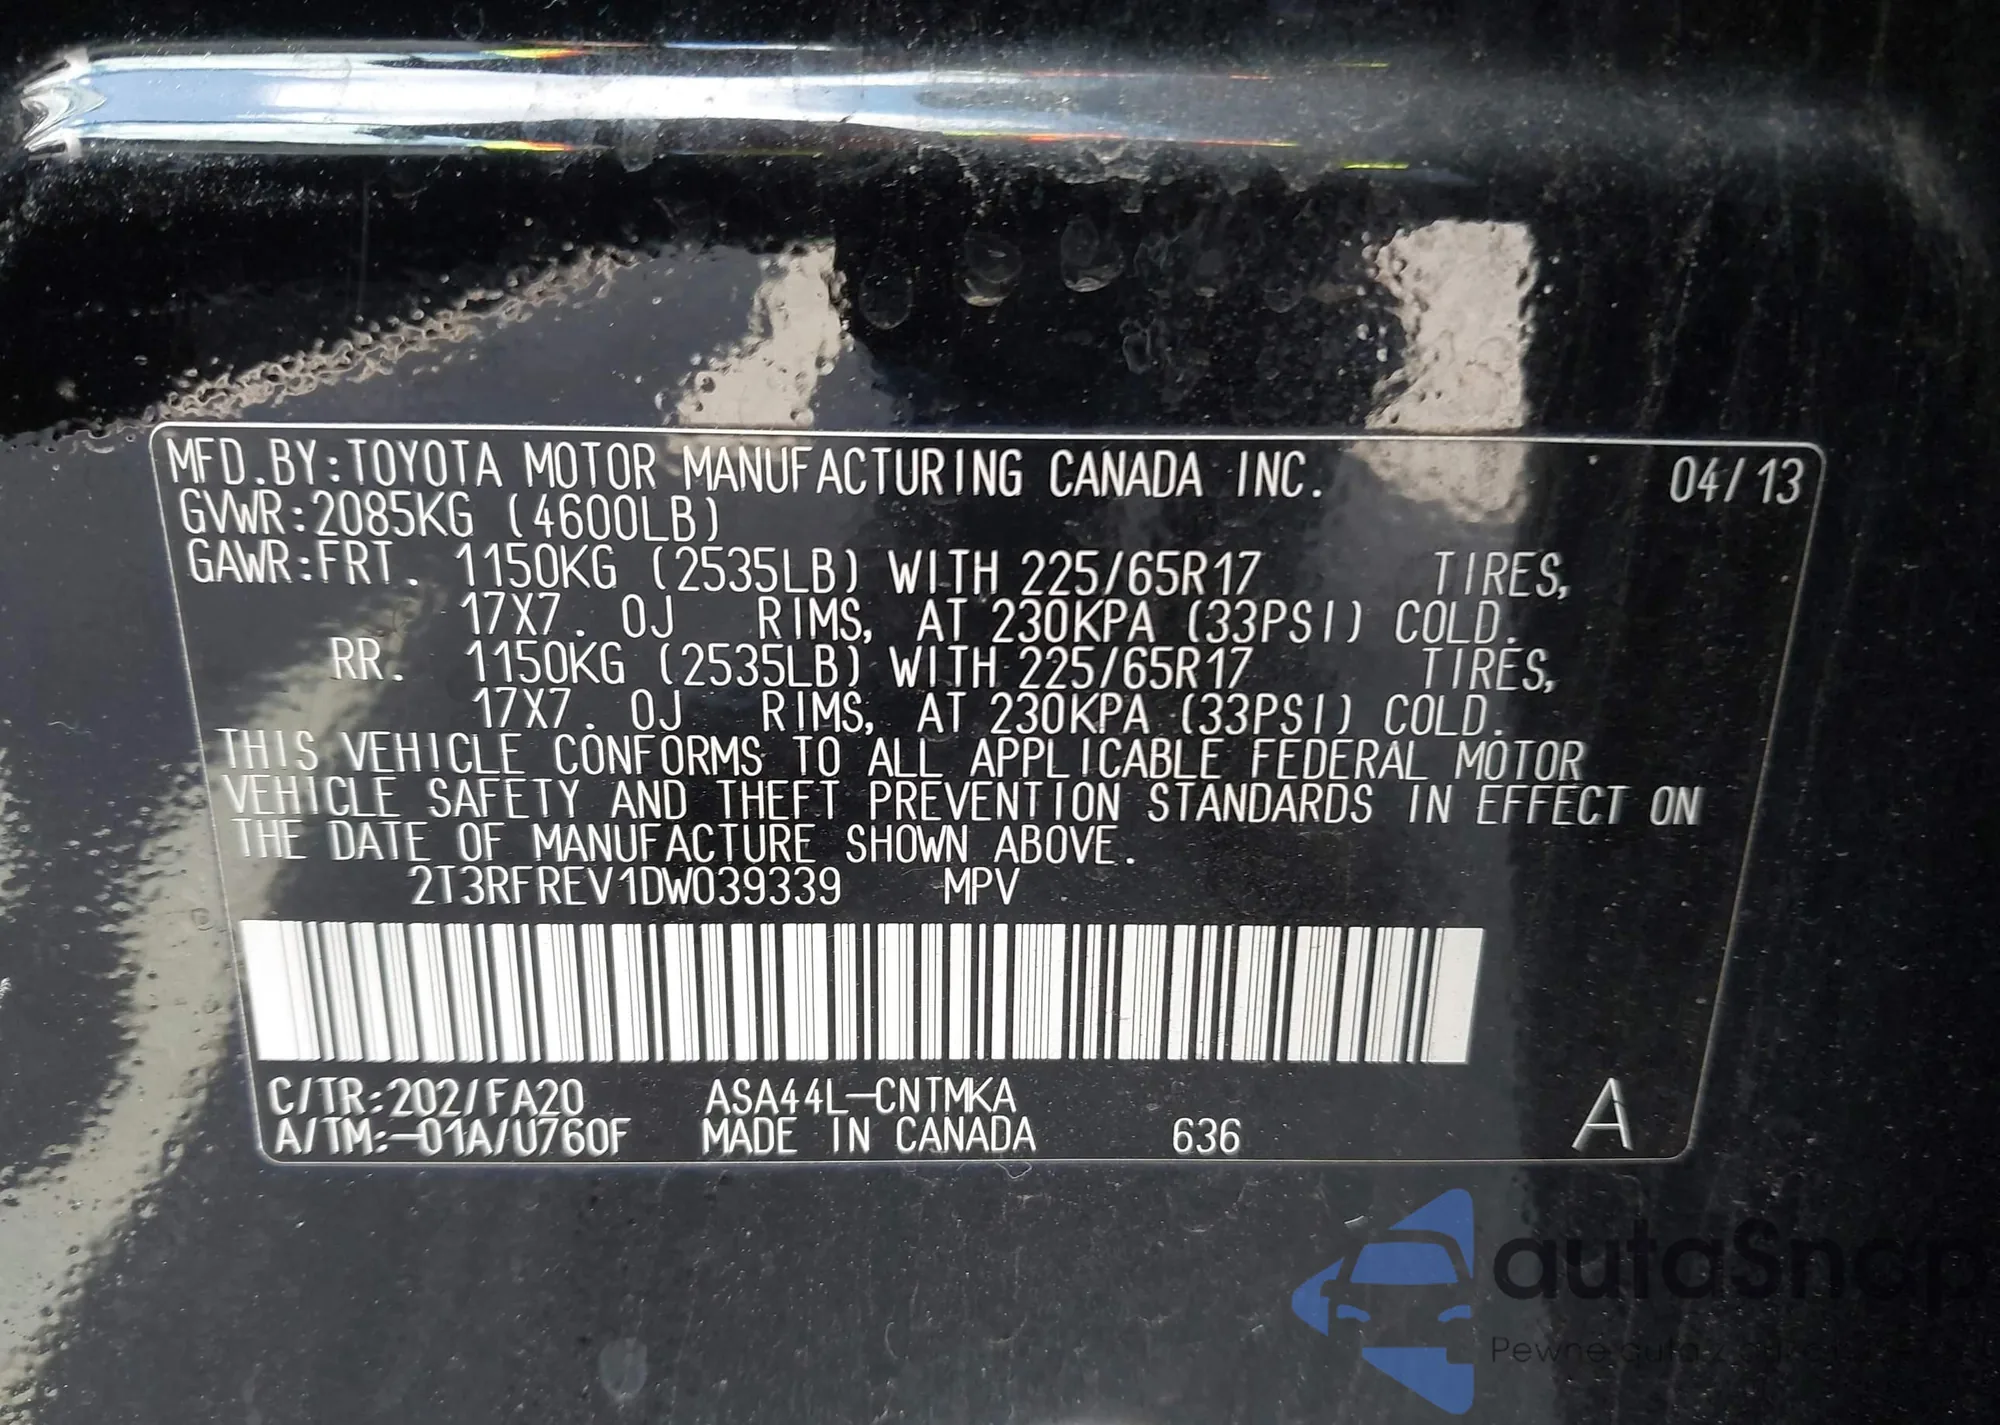 MFD.BY:TOYOTA MOTOR MANUFACTURING CANADA INC. 04/13
GVWR:2085KG (4600LB)
GAWR:FRT. 1150KG (2535LB) WITH 225/65R17 TIRES,
17X7. 0J RIMS, AT 230KPA (33PSI) COLD.
RR. 1150KG (2535LB) WITH 225/65R17 TIRES,
17X7. 0J RIMS, AT 230KPA (33PSI) COLD.
THIS VEHICLE CONFORMS TO ALL APPLICABLE FEDERAL MOTOR
VEHICLE SAFETY AND THEFT PREVENTION STANDARDS IN EFFECT ON
THE DATE OF MANUFACTURE SHOWN ABOVE.
2T3RFREV1DW039339 MPV
C/TR:202/FA20 ASA44L-CNTMKA
A/TM:-01A/U760F MADE IN CANADA 636 A
autaSnap
Pewne auta z